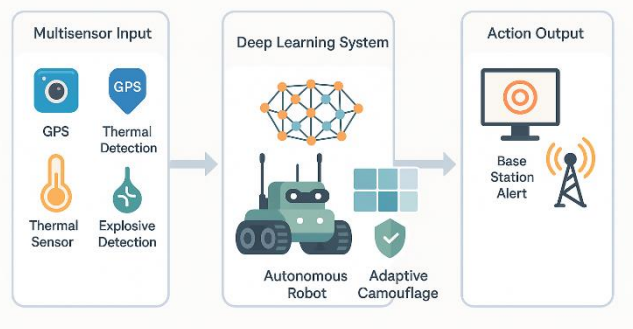 Multisensor Input
GPS
GPS
Thermal
Detection
Thermal
Sensor
Explosive
Detection
Deep Learning System
Autonomous
Robot
Adaptive
Camouflage
Action Output
Base
Station
Alert